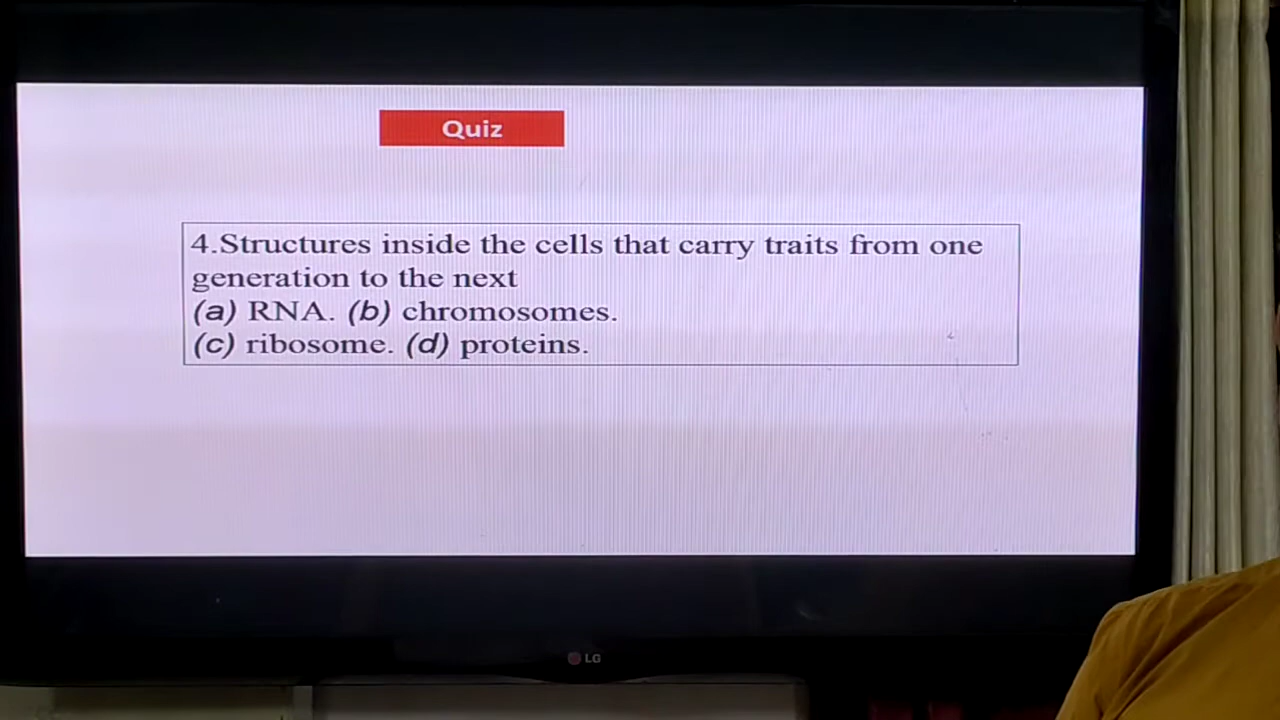 Quiz
4.Structures inside the cells that carry traits from one
generation to the next
(a) RNA. (b) chromosomes.
(c) ribosome. (d) proteins.
LG